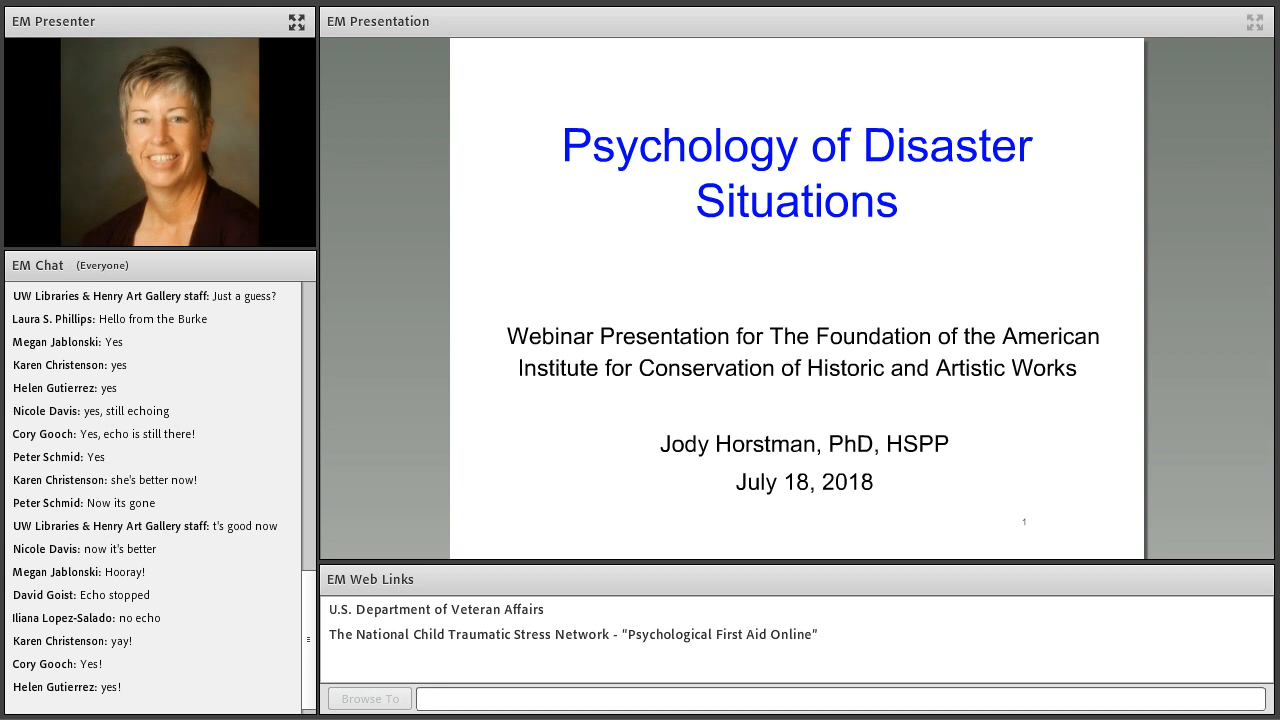 EM Presenter
EM Chat (Everyone)
UW Libraries & Henry Art Gallery staff: Just a guess?
Laura S. Phillips: Hello from the Burke
Megan Jablonski: Yes
Karen Christenson: yes
Helen Gutierrez: yes
Nicole Davis: yes, still echoing
Cory Gooch: Yes, echo is still there!
Peter Schmid: Yes
Karen Christenson: she's better now!
Peter Schmid: Now its gone
UW Libraries & Henry Art Gallery staff: t's good now
Nicole Davis: now it's better
Megan Jablonski: Hooray!
David Goist: Echo stopped
Iliana Lopez-Salado: no echo
Karen Christenson: yay!
Cory Gooch: Yes!
Helen Gutierrez: yes!
EM Presentation
Psychology of Disaster
Situations
Webinar Presentation for The Foundation of the American
Institute for Conservation of Historic and Artistic Works
Jody Horstman, PhD, HSPP
July 18, 2018
1
EM Web Links
U.S. Department of Veteran Affairs
The National Child Traumatic Stress Network - "Psychological First Aid Online"
Browse To